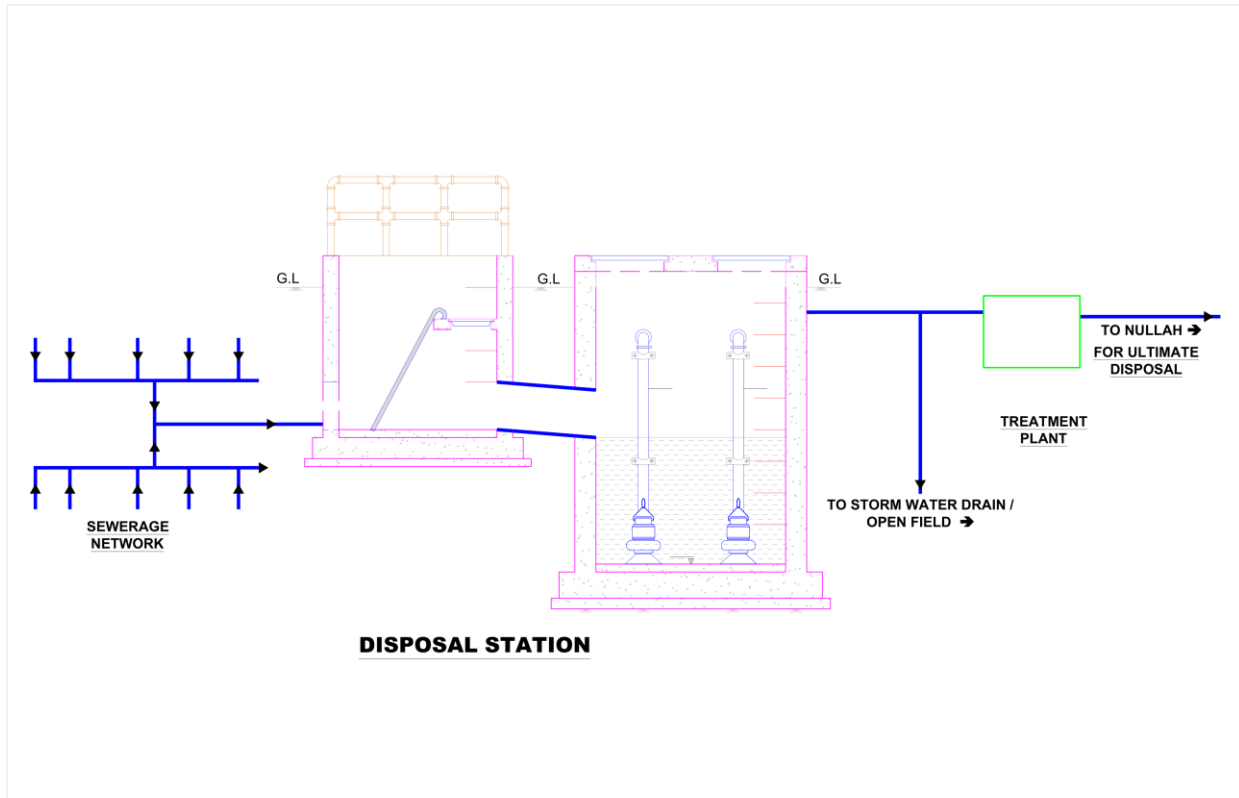 G.L
G.L
G.L
TO NULLAH →
FOR ULTIMATE
DISPOSAL
TREATMENT
PLANT
TO STORM WATER DRAIN /
OPEN FIELD →
SEWERAGE
NETWORK
DISPOSAL STATION